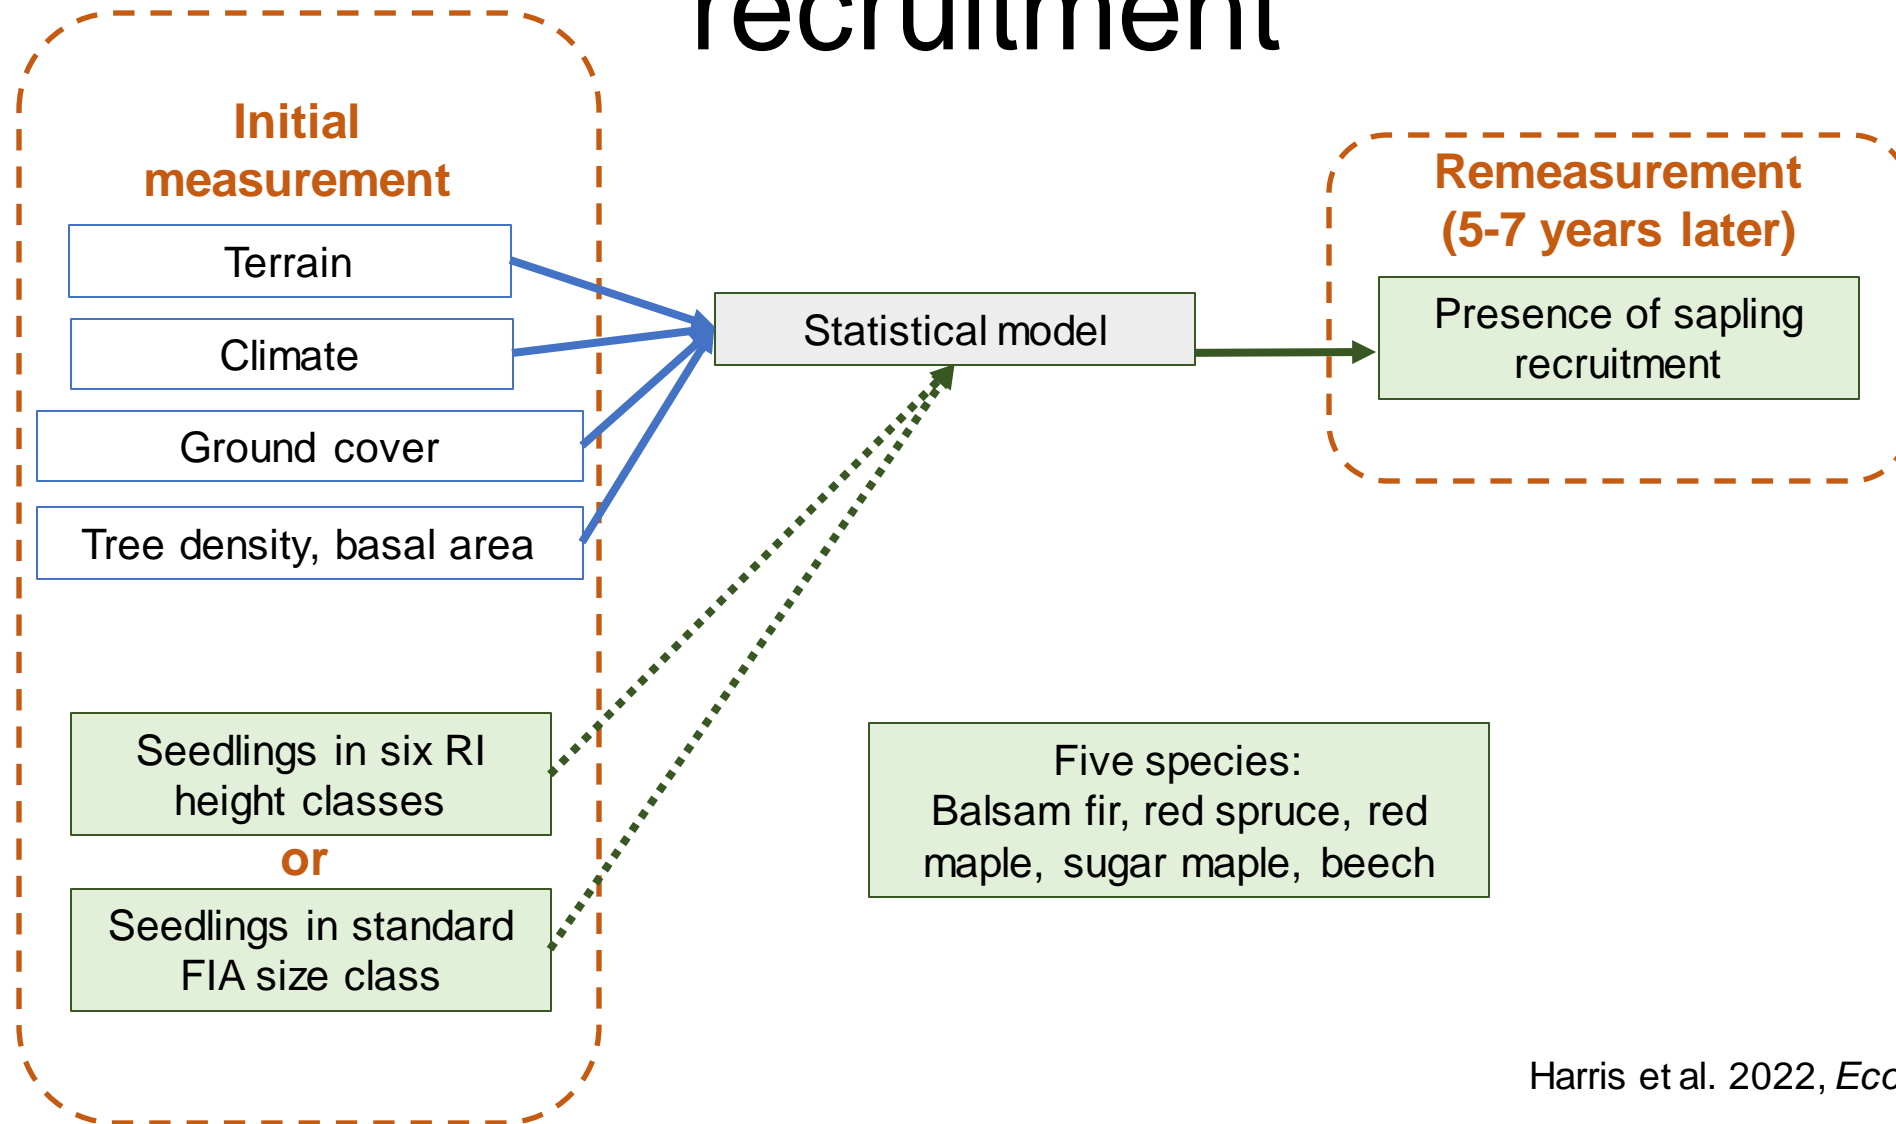 recruitment
Initial
measurement
Terrain
Climate
Ground cover
Tree density, basal area
Seedlings in six RI
height classes
or
Seedlings in standard
FIA size class
Statistical model
Five species:
Balsam fir, red spruce, red
maple, sugar maple, beech
Remeasurement
(5-7 years later)
Presence of sapling
recruitment
Harris et al. 2022,